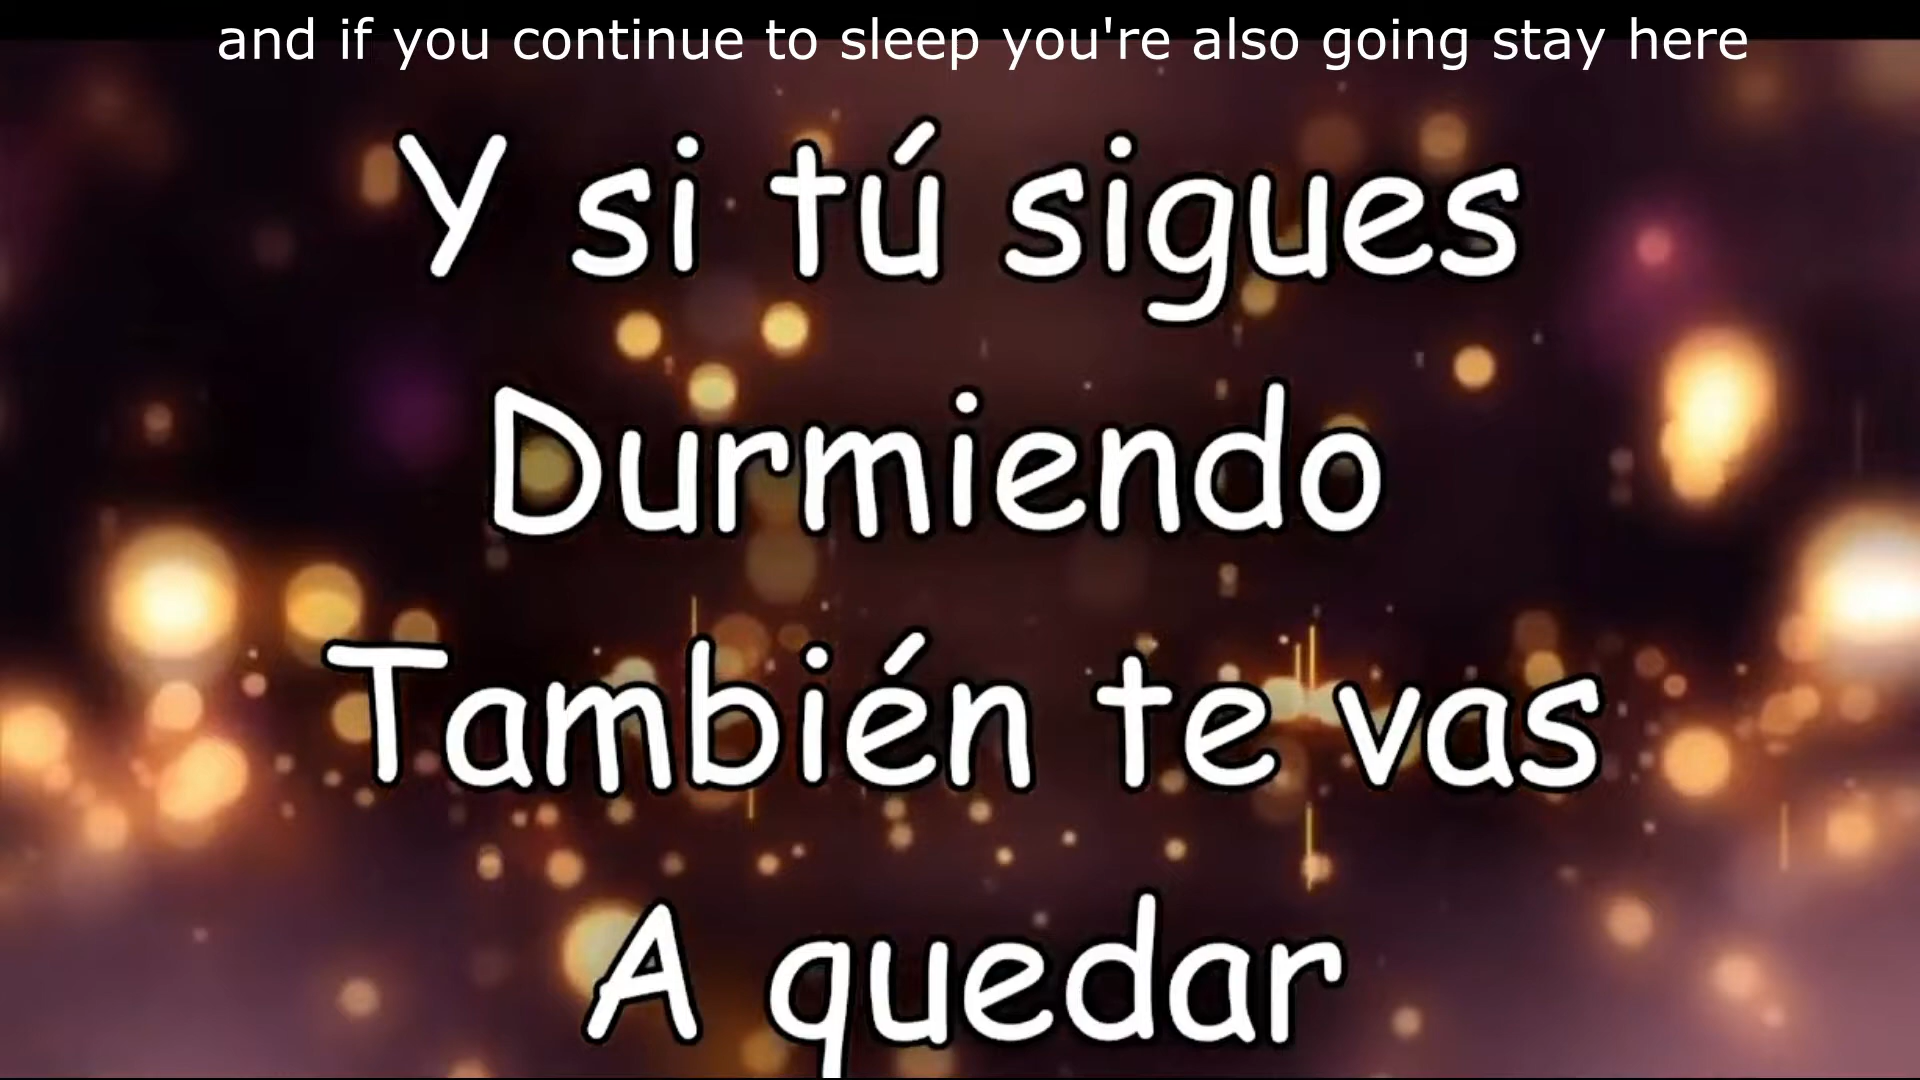 and if you continue to sleep you're also going stay here
Y si tú sigues
Durmiendo
También te vas
A quedar